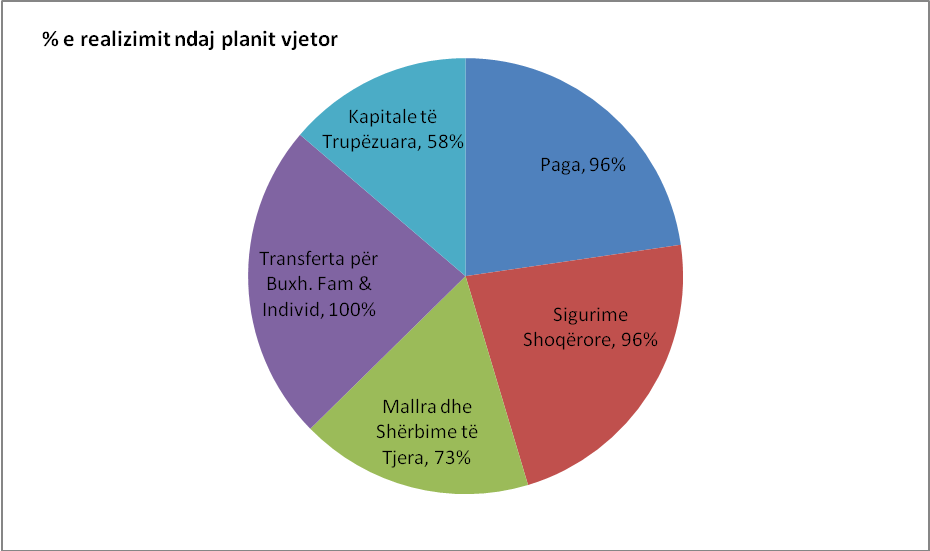 % e realizimit ndaj planit vjetor
Kapitale të
Trupëzuara, 58%
Paga, 96%
Transferta për
Buxh. Fam &
Individ, 100%
Sigurime
Shoqërore, 96%
Mallra dhe
Shërbime të
Tjera, 73%